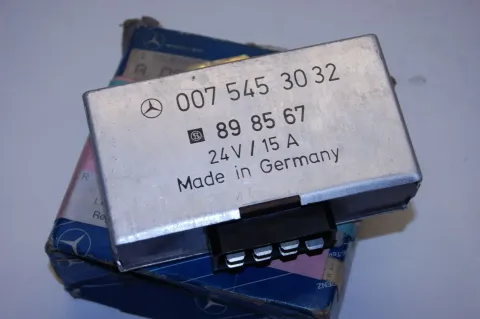 007 545 30 32
89 85 67
24V / 15 A
Made in Germany